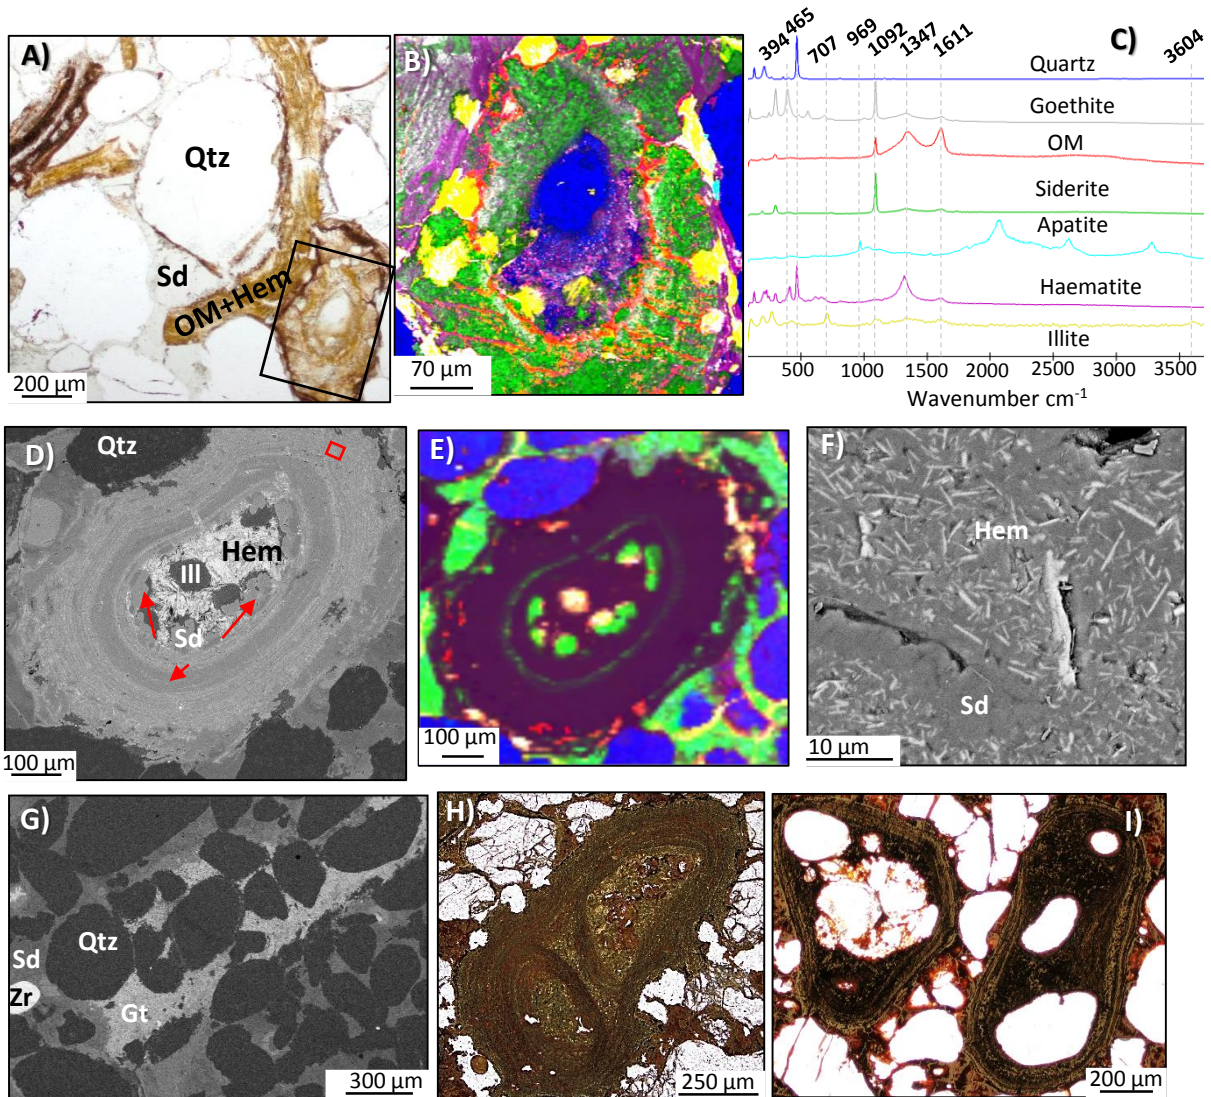 A)
Qtz
Sd
OM+Hem
200 µm
B)
70 µm
C)
394
465
707
969
1092
1347
1611
3604
Quartz
Goethite
OM
Siderite
Apatite
Haematite
Illite
500
1000
1500
2000
2500
3000
3500
Wavenumber cm-1
D)
Qtz
Hem
Ill
Sd
100 µm
E)
100 µm
F)
Hem
Sd
10 µm
G)
Qtz
Sd
Zr
Gt
300 µm
H)
250 µm
I)
200 µm